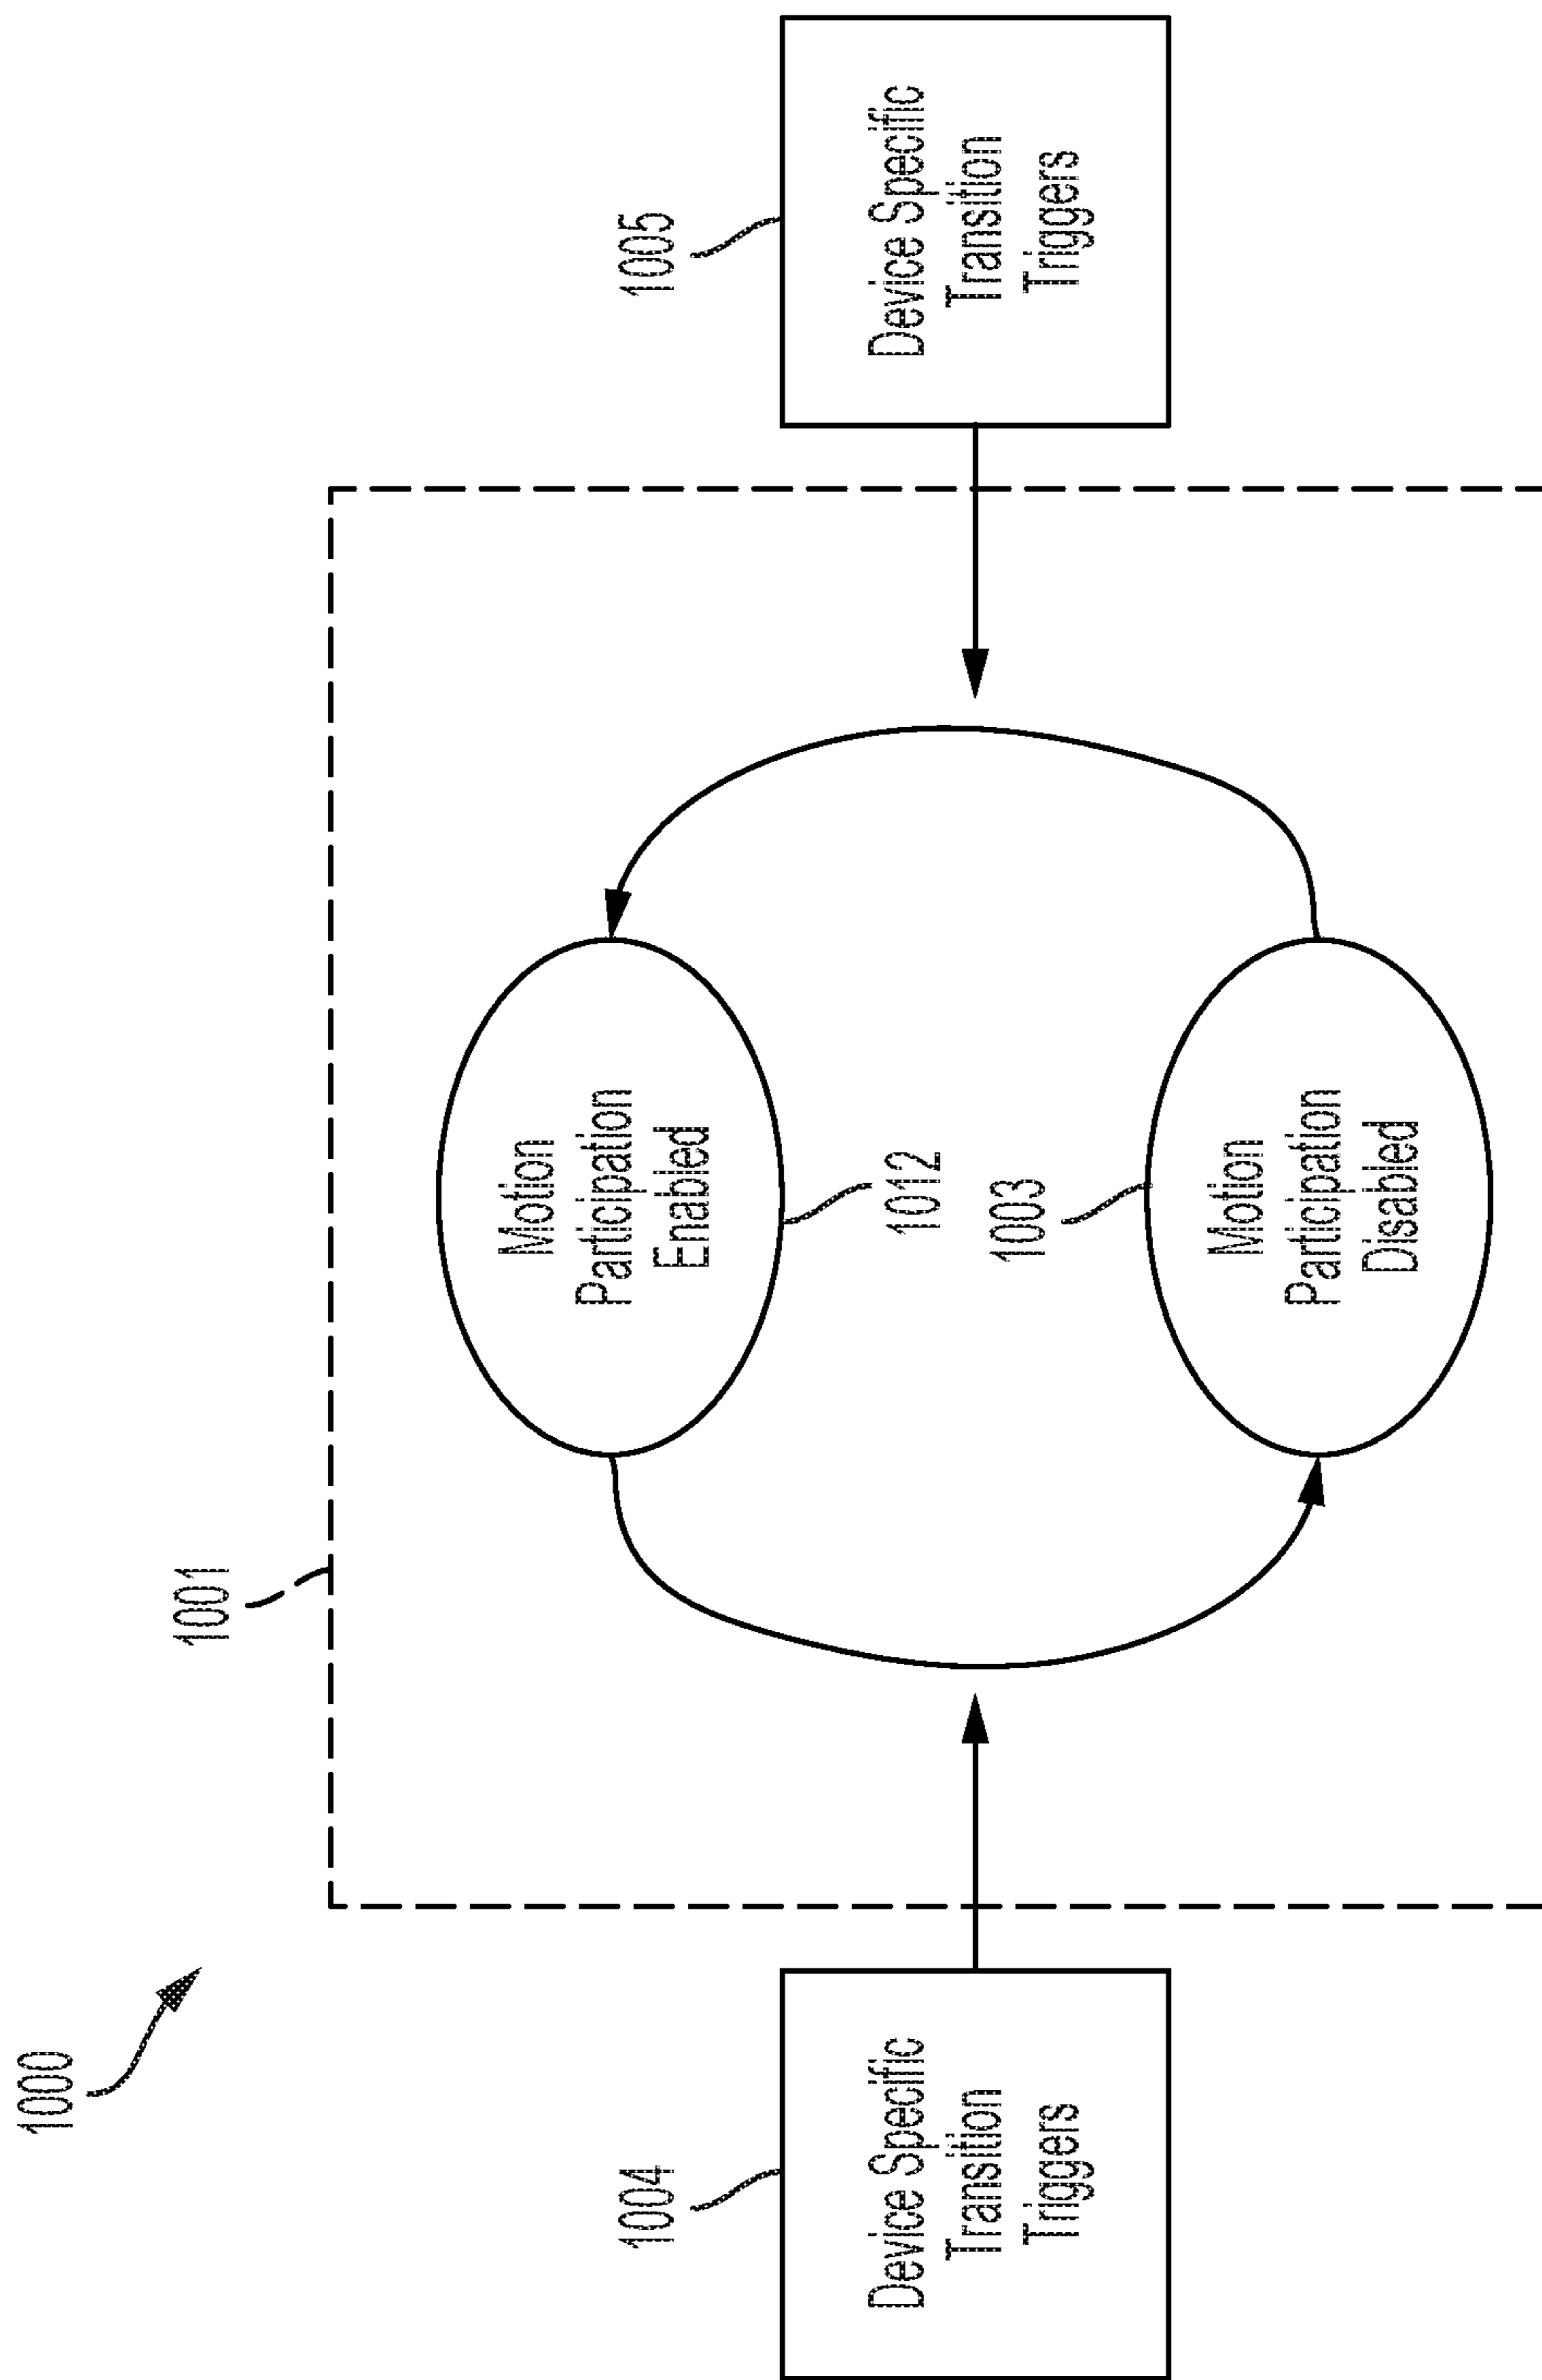 1000
1001
1004
Device Specific
Transition
Triggers
Motion
Participation
Enabled
1012
1003
Motion
Participation
Disabled
1005
Device Specific
Transition
Triggers